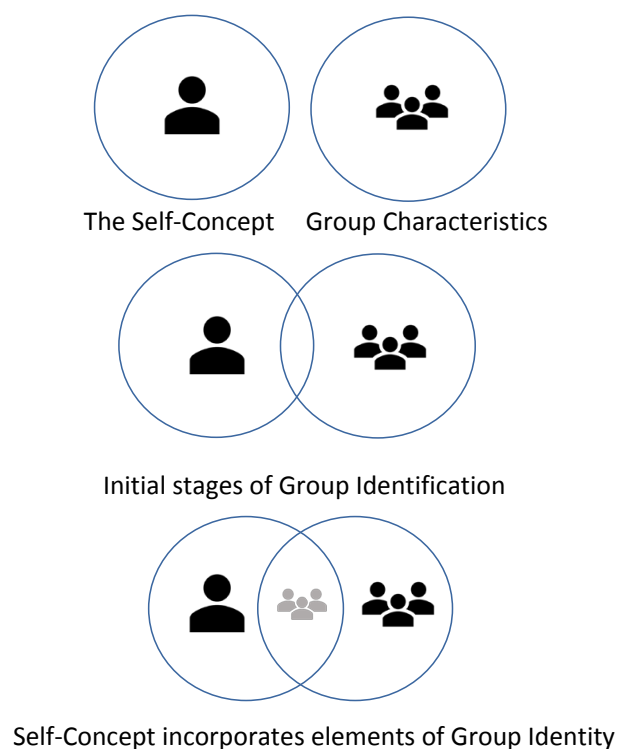 The Self-Concept
Group Characteristics
Initial stages of Group Identification
Self-Concept incorporates elements of Group Identity